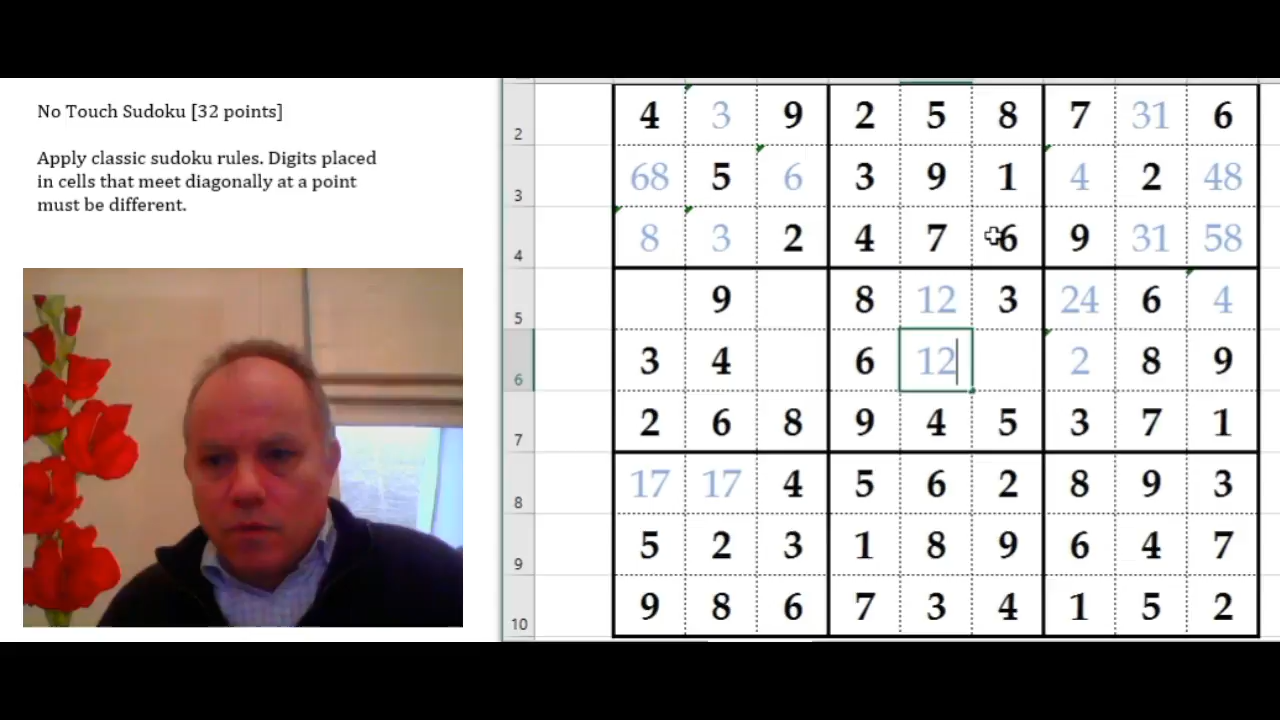 No Touch Sudoku [32 points]
Apply classic sudoku rules. Digits placed
in cells that meet diagonally at a point
must be different.
2 4 3 9 2 5 8 7 31 6
3 68 5 6 3 9 1 4 2 48
4 8 3 2 4 7 6 9 31 58
5 9 8 12 3 24 6 4
6 3 4 6 12 2 8 9
7 2 6 8 9 4 5 3 7 1
8 17 17 4 5 6 2 8 9 3
9 5 2 3 1 8 9 6 4 7
10 9 8 6 7 3 4 1 5 2